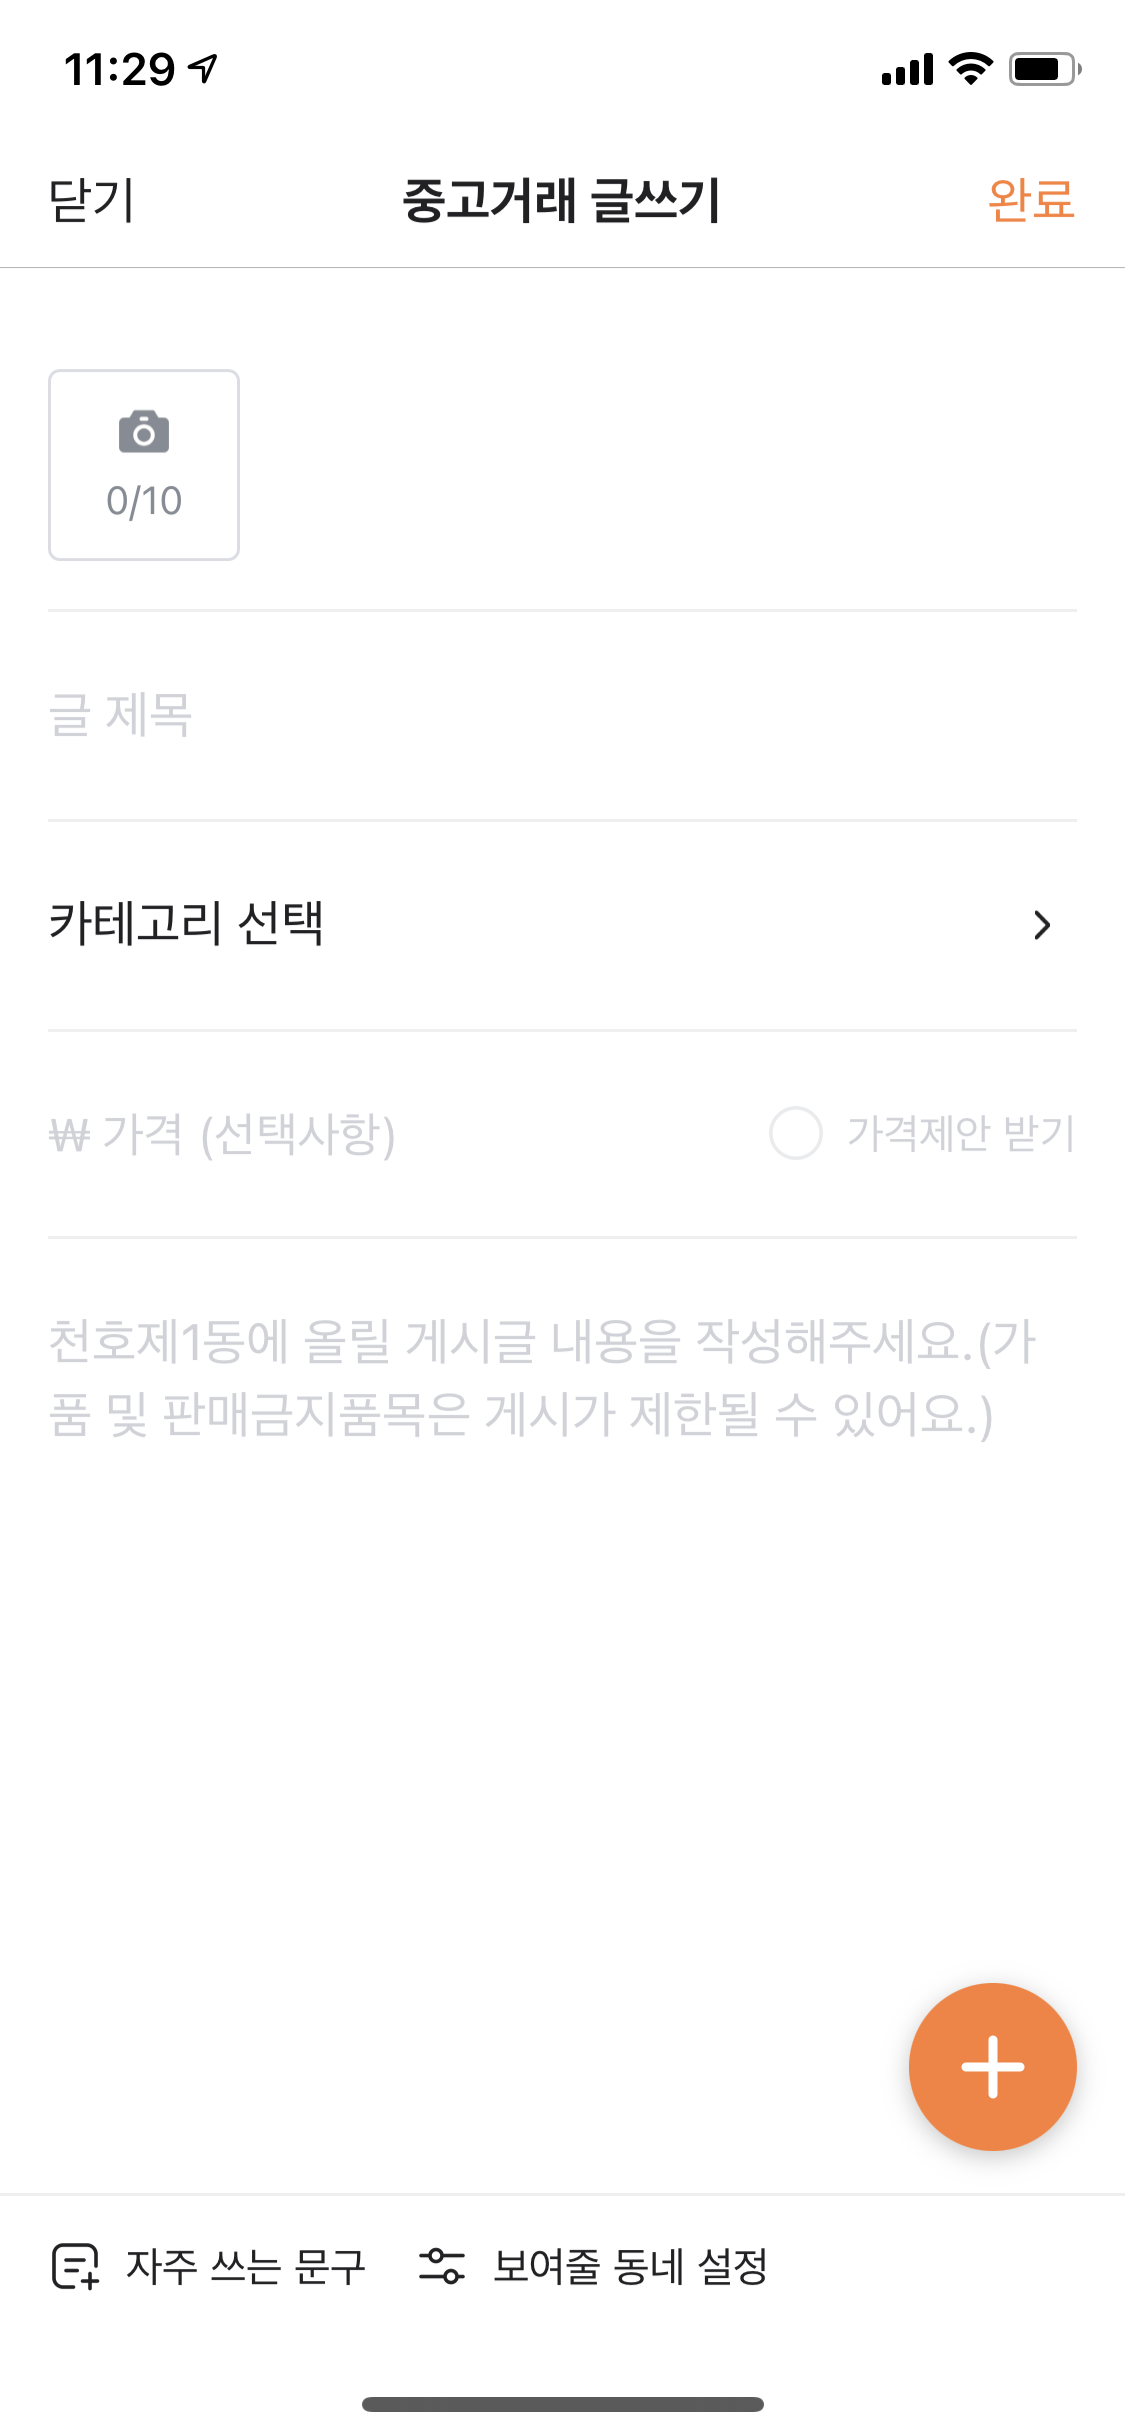 11:29
닫기 중고거래 글쓰기 완료
0/10
글 제목
카테고리 선택
₩ 가격 (선택사항) 가격제안 받기
천호제1동에 올릴 게시글 내용을 작성해주세요.(가
품 및 판매금지품목은 게시가 제한될 수 있어요.)
자주 쓰는 문구 보여줄 동네 설정